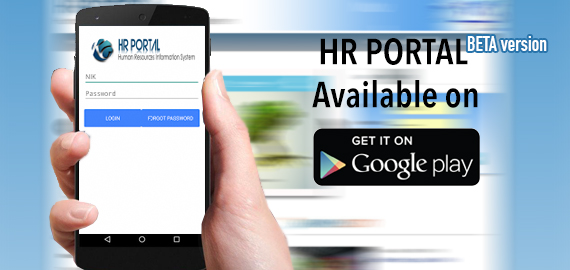 HR PORTAL
Human Resources Information System
NIK
Password
LOGIN
FORGOT PASSWORD
HR PORTAL BETA version
Available on
GET IT ON
Google play